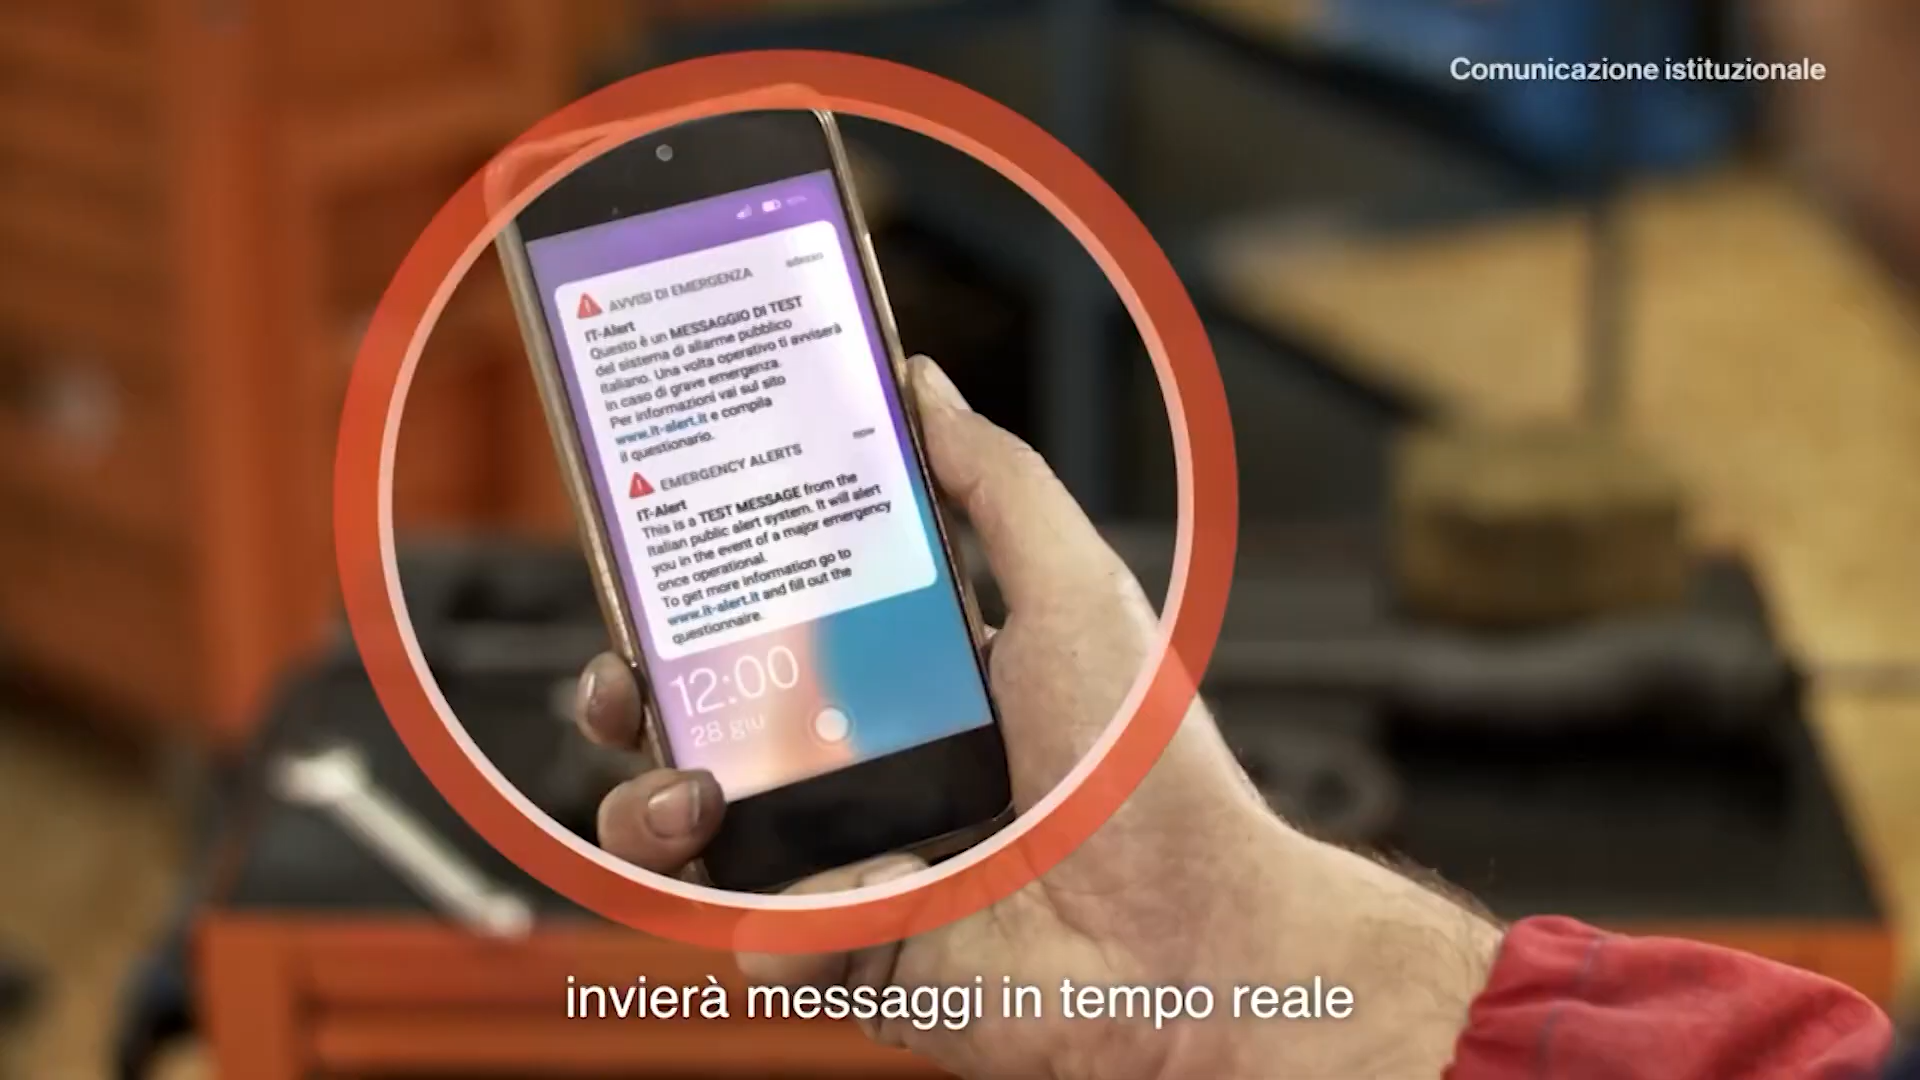 Comunicazione istituzionale
adesso
AVVISI DI EMERGENZA
IT-Alert
Questo è un MESSAGGIO DI TEST
del sistema di allarme pubblico
italiano. Una volta operativo ti avviserà
in caso di grave emergenza.
Per informazioni vai sul sito
www.it-alert.it e compila
il questionario.
now
EMERGENCY ALERTS
IT-Alert
This is a TEST MESSAGE from the
Italian public alert system. It will alert
you in the event of a major emergency
once operational.
To get more information go to
www.it-alert.it and fill out the
questionnaire.
12:00
28 giu
invierà messaggi in tempo reale